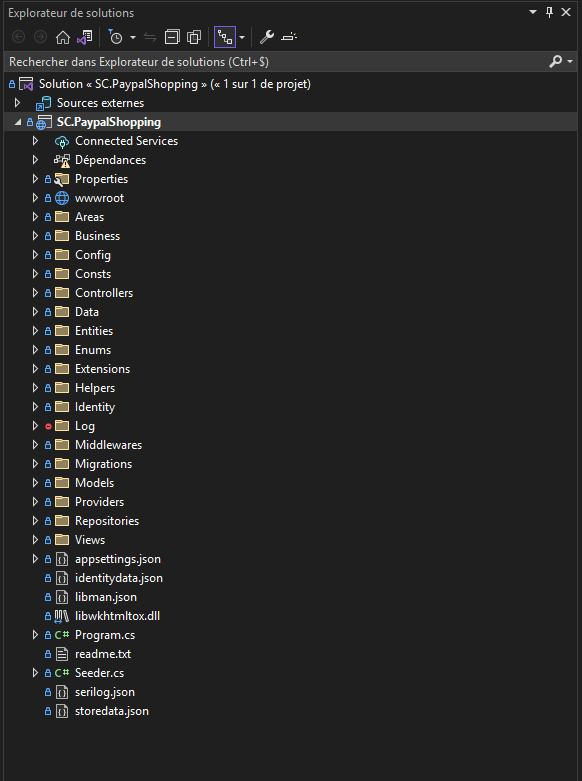 Explorateur de solutions
Rechercher dans Explorateur de solutions (Ctrl+$)
Solution « SC.PaypalShopping » (« 1 sur 1 de projet)
Sources externes
SC.PaypalShopping
Connected Services
Dépendances
Properties
wwwroot
Areas
Business
Config
Consts
Controllers
Data
Entities
Enums
Extensions
Helpers
Identity
Log
Middlewares
Migrations
Models
Providers
Repositories
Views
appsettings.json
identitydata.json
libman.json
libwkhtmltox.dll
C# Program.cs
readme.txt
C# Seeder.cs
serilog.json
storedata.json